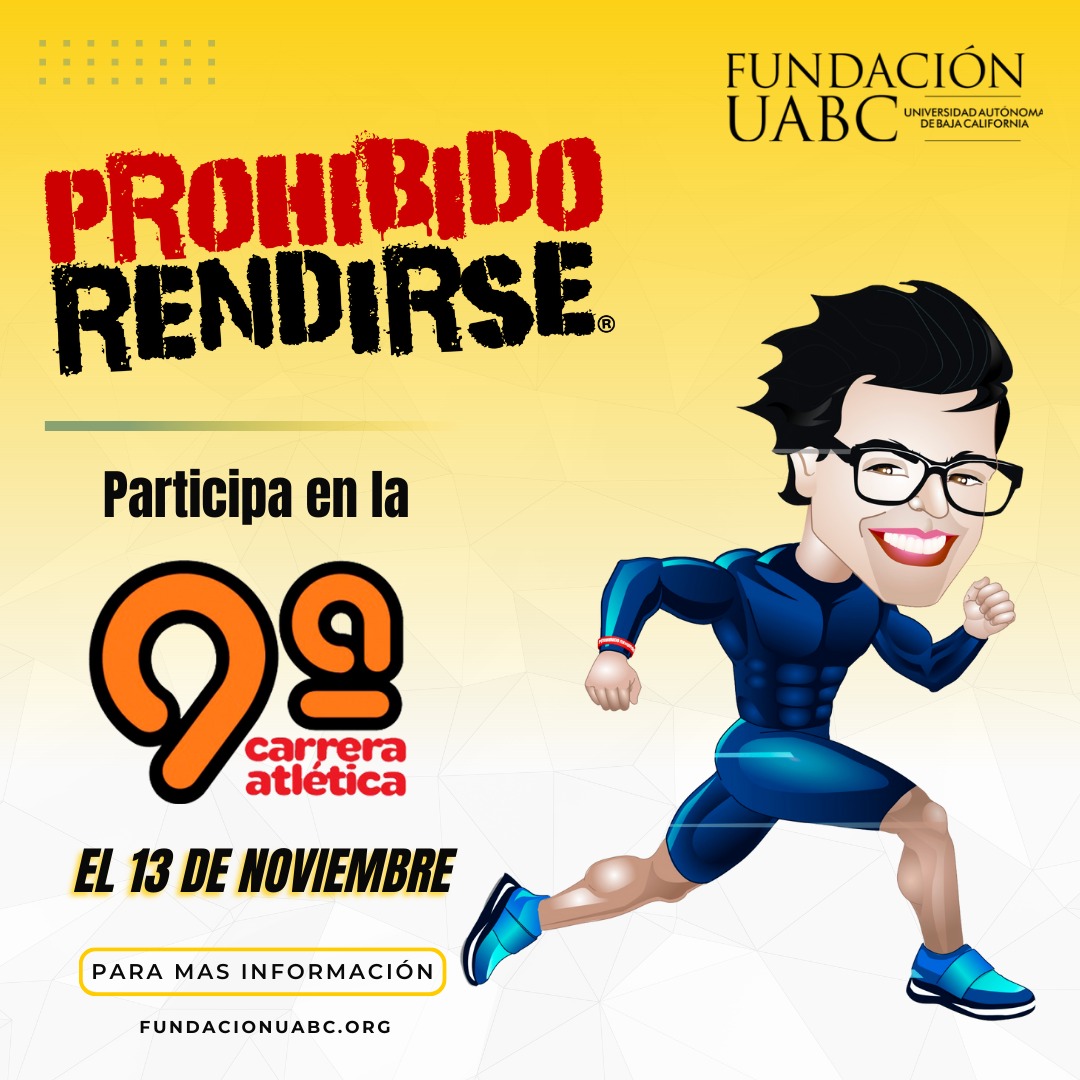 FUNDACIÓN
UABC UNIVERSIDAD AUTÓNOMA
DE BAJA CALIFORNIA
PROHIBIDO
RENDIRSE®
Participa en la
9ª
carrera
atlética
EL 13 DE NOVIEMBRE
PARA MAS INFORMACIÓN
FUNDACIONUABC.ORG